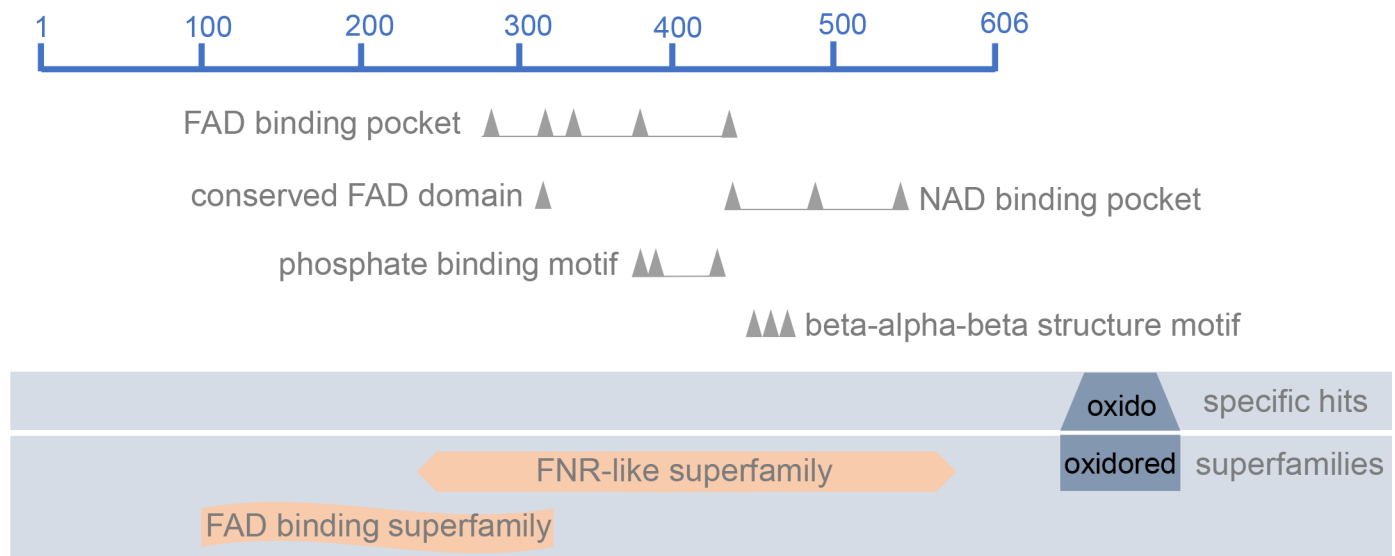 1 100 200 300 400 500 606
FAD binding pocket
conserved FAD domain NAD binding pocket
phosphate binding motif
beta-alpha-beta structure motif
oxido specific hits
FNR-like superfamily oxidored superfamilies
FAD binding superfamily